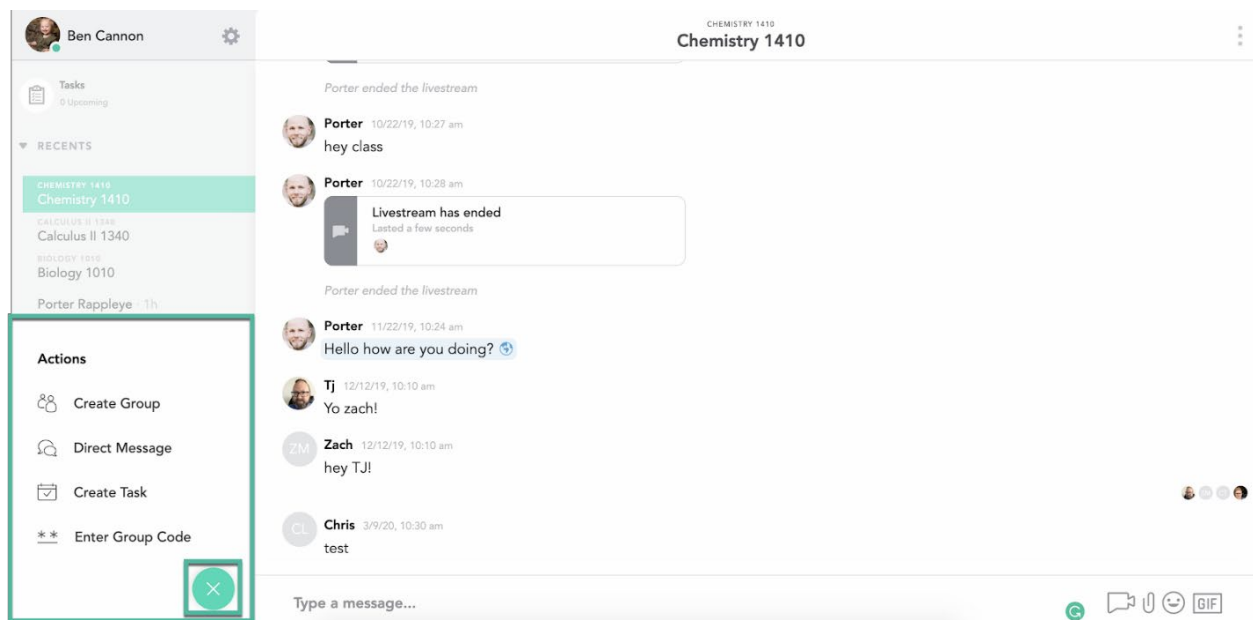 Ben Cannon
Tasks
0 Upcoming
RECENTS
CHEMISTRY 1410
Chemistry 1410
CALCULUS II 1340
Calculus II 1340
BIOLOGY 1010
Biology 1010
Porter Rappleye · 1h
Actions
Create Group
Direct Message
Create Task
** Enter Group Code
CHEMISTRY 1410
Chemistry 1410
Porter ended the livestream
Porter 10/22/19, 10:27 am
hey class
Porter 10/22/19, 10:28 am
Livestream has ended
Lasted a few seconds
Porter ended the livestream
Porter 11/22/19, 10:24 am
Hello how are you doing?
Tj 12/12/19, 10:10 am
Yo zach!
ZM
Zach 12/12/19, 10:10 am
hey TJ!
CL
Chris 3/9/20, 10:30 am
test
Type a message...
G
GIF